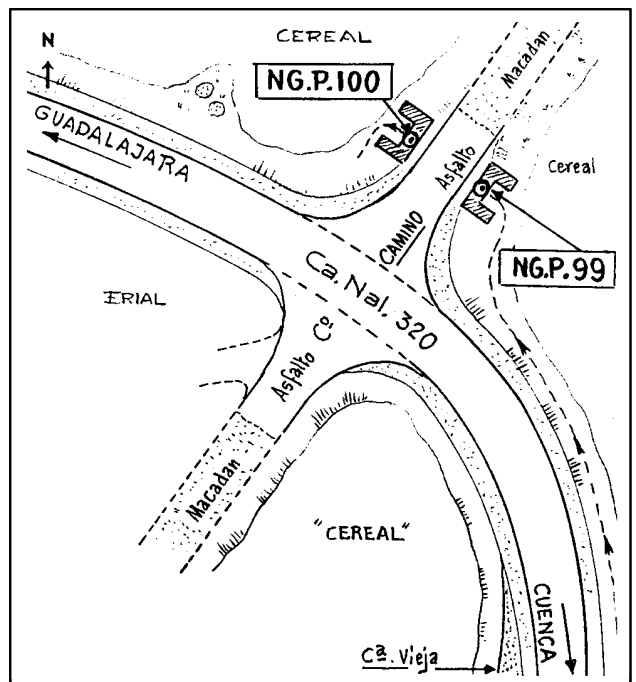 CEREAL
N
Macadan
NG.P.100
GUADALAJARA
Asfalto
Cereal
CAMINO
NG.P.99
Ca. Nal. 320
ERIAL
Cº
Asfalto
Macadan
"CEREAL"
CUENCA
Cª. Vieja